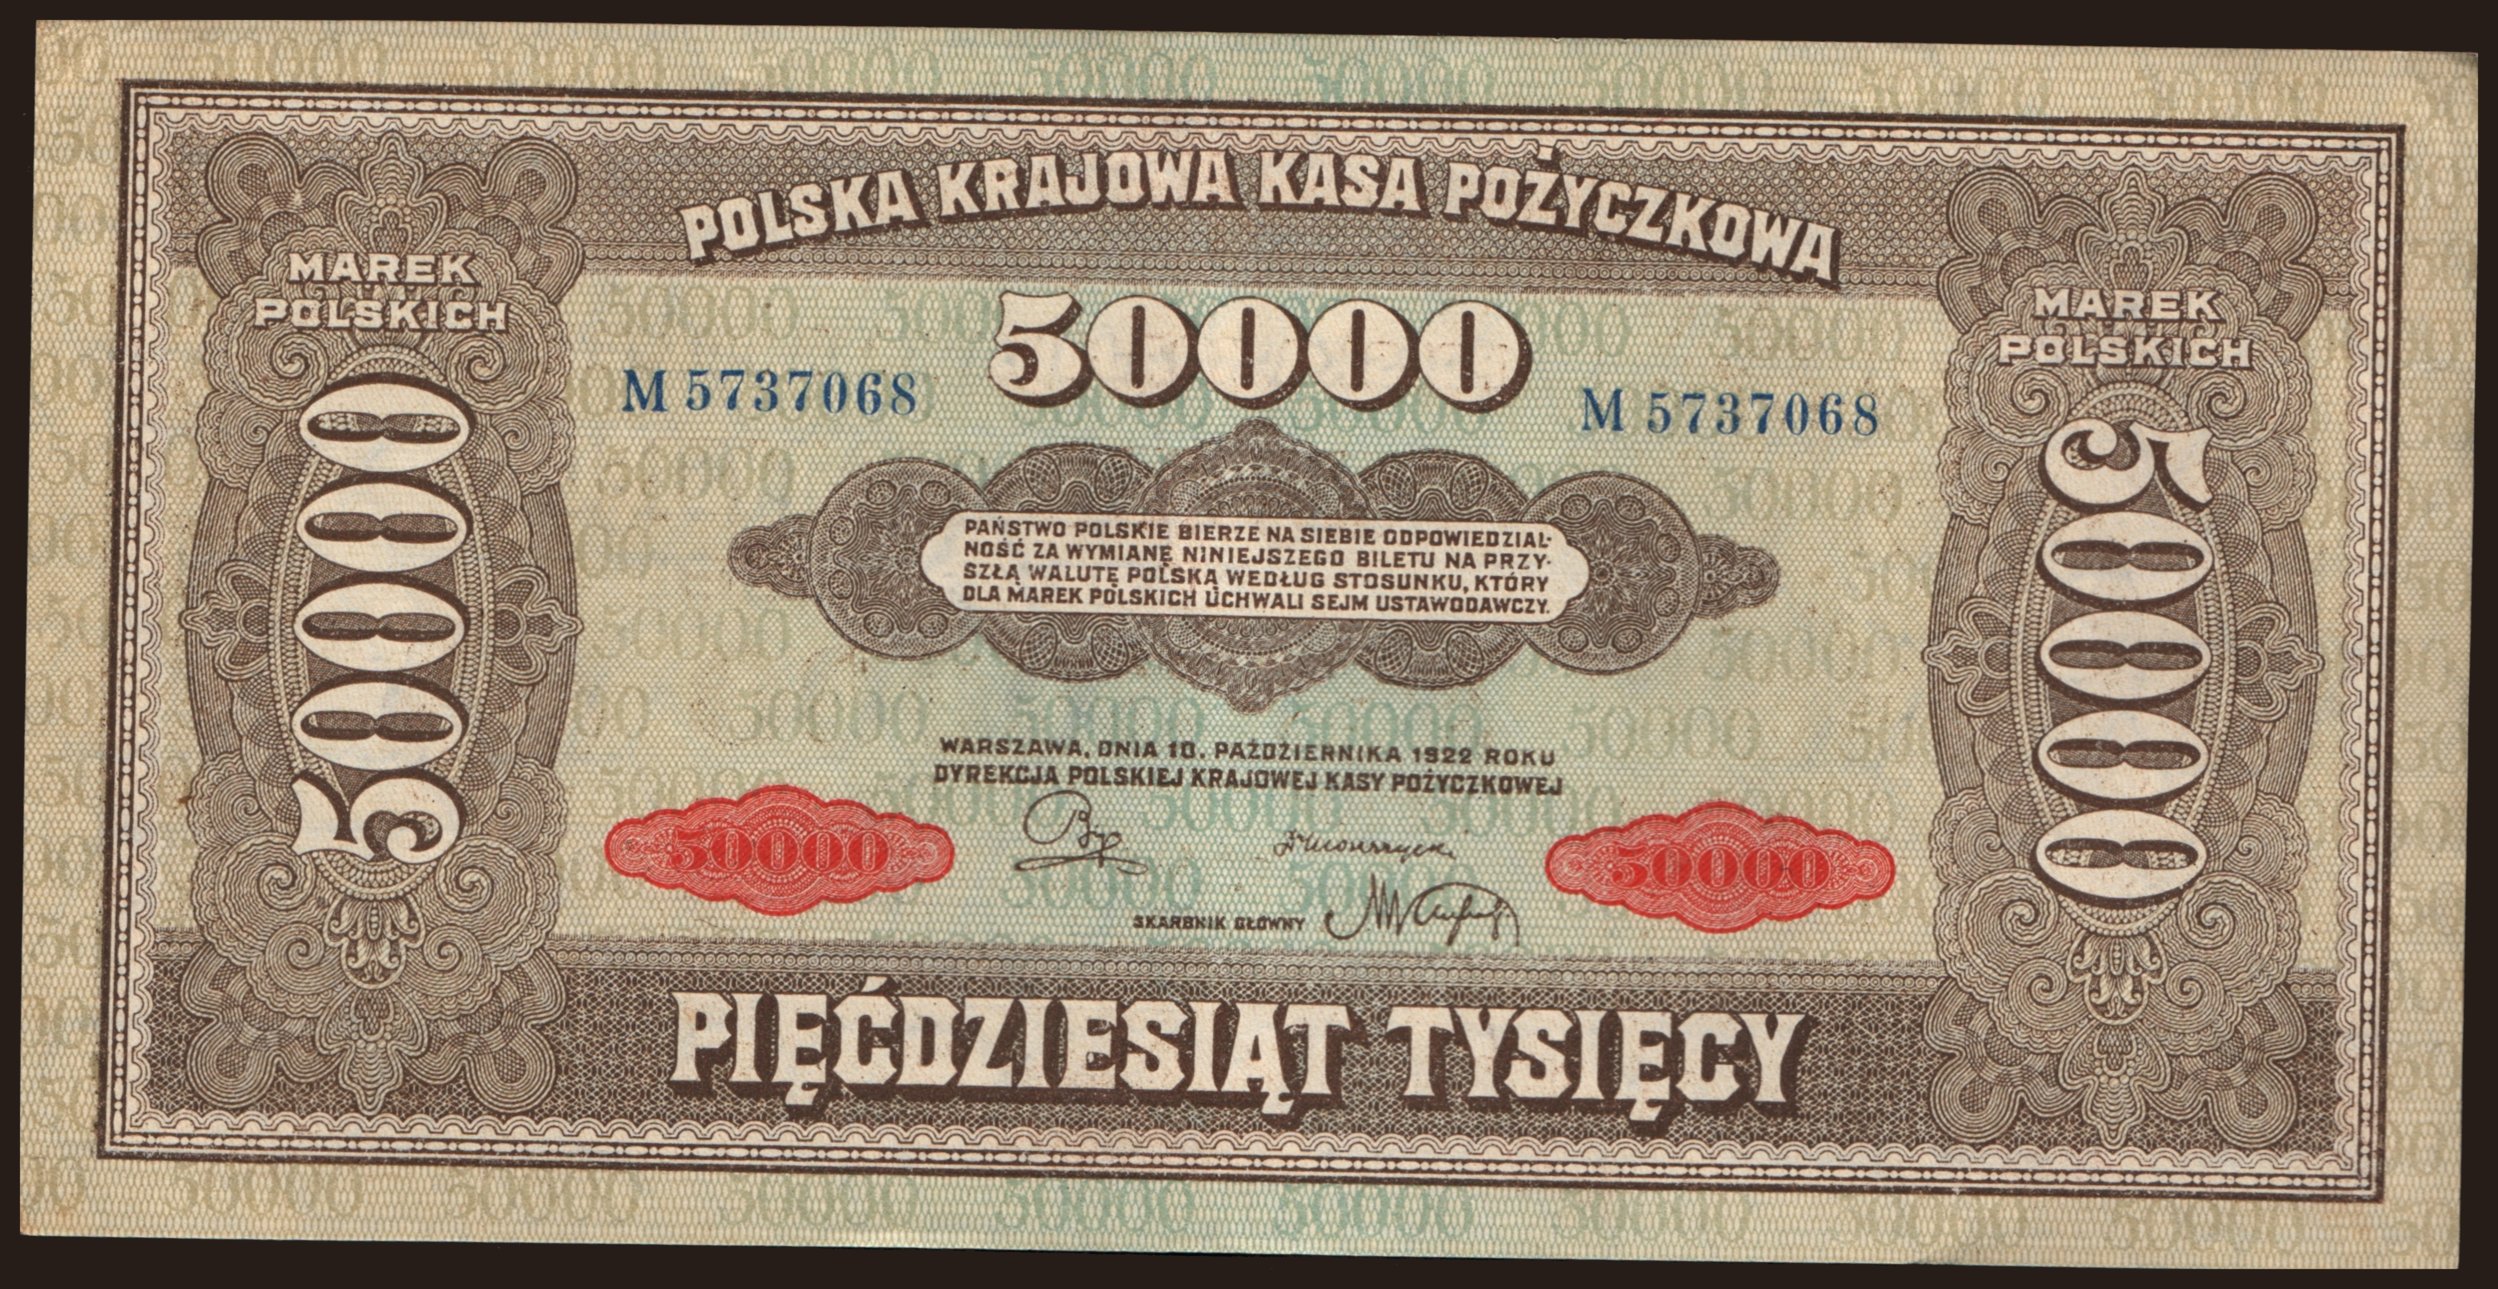 POLSKA KRAJOWA KASA POŻYCZKOWA
MAREK
POLSKICH
MAREK
POLSKICH
50000
M 5737068
M 5737068
50000
50000
PAŃSTWO POLSKIE BIERZE NA SIEBIE ODPOWIEDZIAL-
NOŚĆ ZA WYMIANĘ NINIEJSZEGO BILETU NA PRZY-
SZŁĄ WALUTĘ POLSKĄ WEDŁUG STOSUNKU, KTÓRY
DLA MAREK POLSKICH UCHWALI SEJM USTAWODAWCZY.
WARSZAWA, DNIA 10. PAŹDZIERNIKA 1922 ROKU
DYREKCJA POLSKIEJ KRAJOWEJ KASY POŻYCZKOWEJ
50000
50000
SKARBNIK GŁÓWNY
PIĘĆDZIESIĄT TYSIĘCY